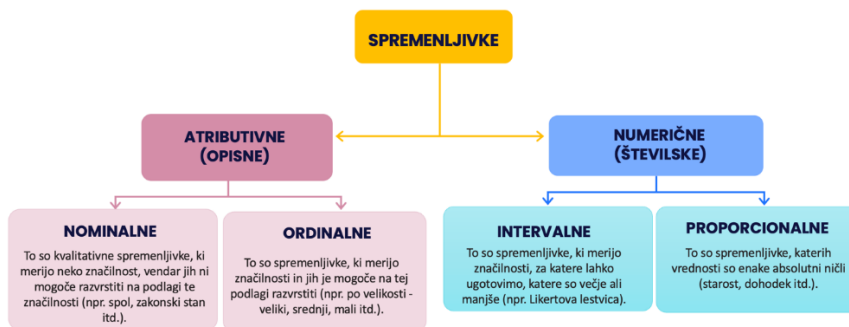 SPREMENLJIVKE
ATRIBUTIVNE
(OPISNE)
NUMERIČNE
(ŠTEVILSKE)
NOMINALNE
To so kvalitativne spremenljivke, ki
merijo neko značilnost, vendar jih ni
mogoče razvrstiti na podlagi te
značilnosti (npr. spol, zakonski stan
itd.).
ORDINALNE
To so spremenljivke, ki merijo
značilnosti in jih je mogoče na tej
podlagi razvrstiti (npr. po velikosti -
veliki, srednji, mali itd.).
INTERVALNE
To so spremenljivke, ki merijo
značilnosti, za katere lahko
ugotovimo, katere so večje ali
manjše (npr. Likertova lestvica).
PROPORCIONALNE
To so spremenljivke, katerih
vrednosti so enake absolutni ničli
(starost, dohodek itd.).